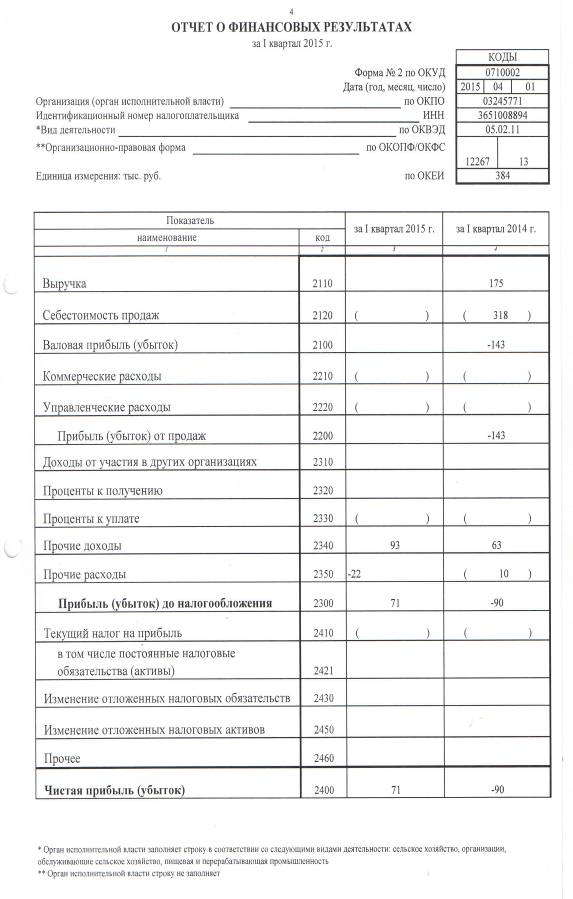 4
ОТЧЕТ О ФИНАНСОВЫХ РЕЗУЛЬТАТАХ
за I квартал 2015 г.
КОДЫ
Форма № 2 по ОКУД 0710002
Дата (год, месяц, число) 2015 04 01
Организация (орган исполнительной власти) по ОКПО 03245771
Идентификационный номер налогоплательщика ИНН 3651008894
*Вид деятельности по ОКВЭД 05.02.11
**Организационно-правовая форма по ОКОПФ/ОКФС
12267 13
Единица измерения: тыс. руб. по ОКЕИ 384
Показатель за I квартал 2015 г. за I квартал 2014 г.
наименование код
1 2 3 4
Выручка 2110 175
Себестоимость продаж 2120 ( ) ( 318 )
Валовая прибыль (убыток) 2100 -143
Коммерческие расходы 2210 ( ) ( )
Управленческие расходы 2220 ( ) ( )
Прибыль (убыток) от продаж 2200 -143
Доходы от участия в других организациях 2310
Проценты к получению 2320
Проценты к уплате 2330 ( ) ( )
Прочие доходы 2340 93 63
Прочие расходы 2350 -22 ( 10 )
Прибыль (убыток) до налогообложения 2300 71 -90
Текущий налог на прибыль 2410 ( ) ( )
в том числе постоянные налоговые
обязательства (активы) 2421
Изменение отложенных налоговых обязательств 2430
Изменение отложенных налоговых активов 2450
Прочее 2460
Чистая прибыль (убыток) 2400 71 -90
* Орган исполнительной власти заполняет строку в соответствии со следующими видами деятельности: сельское хозяйство, организации,
обслуживающие сельское хозяйство, пищевая и перерабатывающая промышленность
** Орган исполнительной власти строку не заполняет